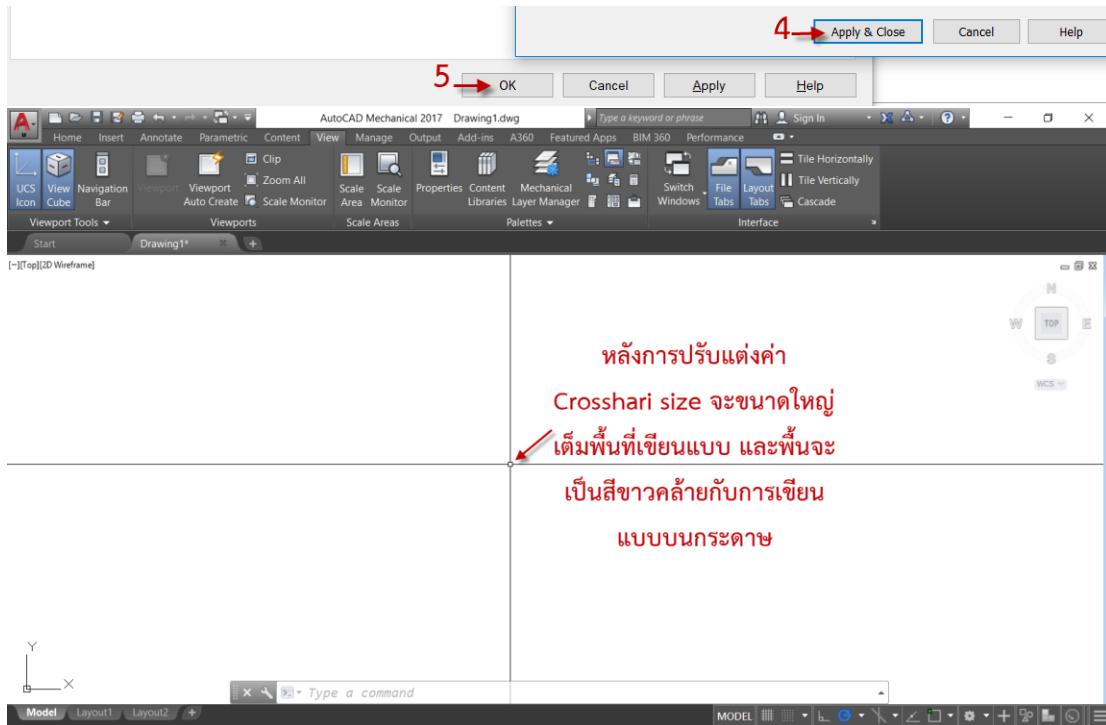 4 Apply & Close Cancel Help
5 OK Cancel Apply Help
A AutoCAD Mechanical 2017 Drawing1.dwg Type a keyword or phrase Sign In
Home Insert Annotate Parametric Content View Manage Output Add-ins A360 Featured Apps BIM 360 Performance
Clip Tile Horizontally
Zoom All Tile Vertically
UCS Icon View Cube Navigation Bar Viewport Viewport Auto Create Scale Monitor Scale Area Scale Monitor Properties Content Libraries Mechanical Layer Manager Switch Windows File Tabs Layout Tabs Cascade
Viewport Tools Viewports Scale Areas Palettes Interface
Start Drawing1* +
[−][Top][2D Wireframe]
N
W TOP E
S
WCS
หลังการปรับแต่งค่า
Crosshari size จะขนาดใหญ่
เต็มพื้นที่เขียนแบบ และพื้นจะ
เป็นสีขาวคล้ายกับการเขียน
แบบบนกระดาษ
Y
X
Type a command
Model Layout1 Layout2 + MODEL